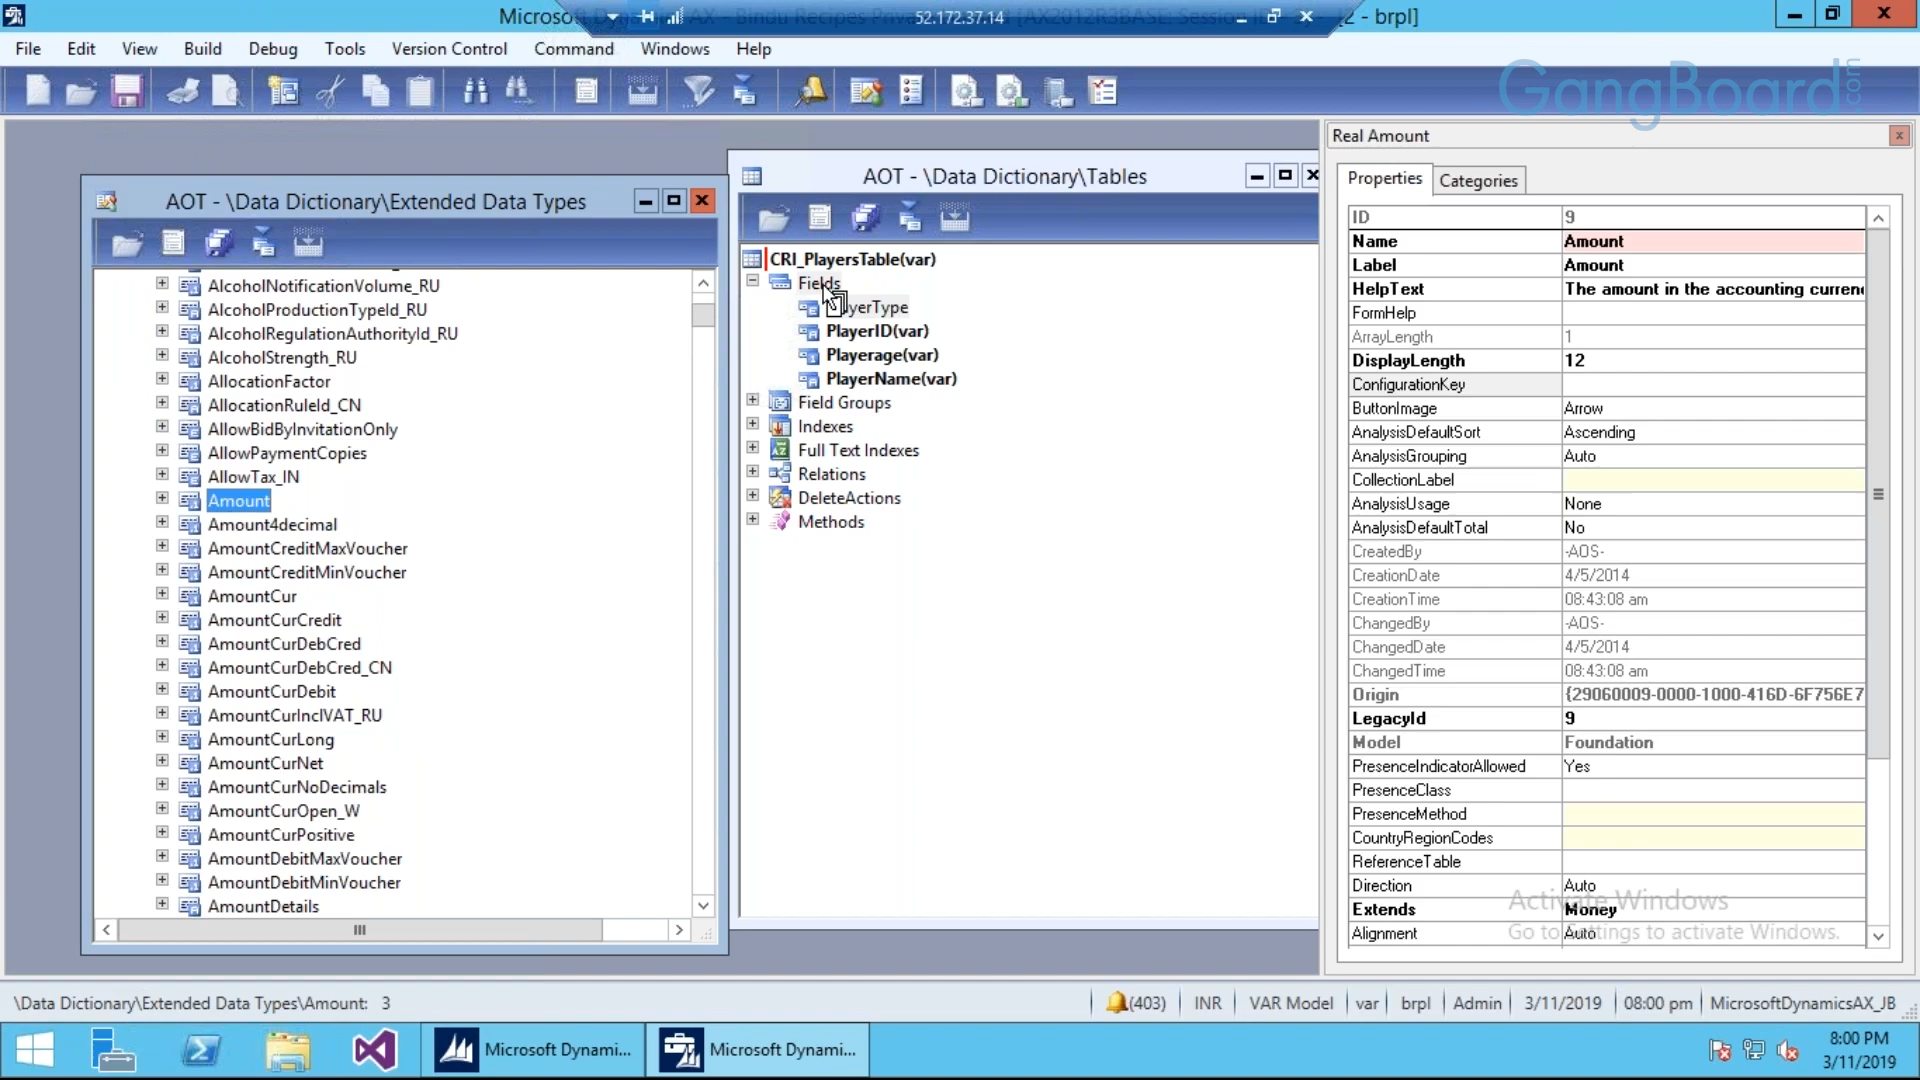 52.172.37.14
2 - brpl]
File Edit View Build Debug Tools Version Control Command Windows Help
GangBoard.com
AOT - \Data Dictionary\Extended Data Types
AlcoholNotificationVolume_RU
AlcoholProductionTypeId_RU
AlcoholRegulationAuthorityId_RU
AlcoholStrength_RU
AllocationFactor
AllocationRuleId_CN
AllowBidByInvitationOnly
AllowPaymentCopies
AllowTax_IN
Amount
Amount4decimal
AmountCreditMaxVoucher
AmountCreditMinVoucher
AmountCur
AmountCurCredit
AmountCurDebCred
AmountCurDebCred_CN
AmountCurDebit
AmountCurInclVAT_RU
AmountCurLong
AmountCurNet
AmountCurNoDecimals
AmountCurOpen_W
AmountCurPositive
AmountDebitMaxVoucher
AmountDebitMinVoucher
AmountDetails
AOT - \Data Dictionary\Tables
CRI_PlayersTable(var)
Fields
PlayerID(var)
Playerage(var)
PlayerName(var)
Field Groups
Indexes
Full Text Indexes
Relations
DeleteActions
Methods
Real Amount
Properties Categories
ID 9
Name Amount
Label Amount
HelpText The amount in the accounting curren
FormHelp
ArrayLength 1
DisplayLength 12
ConfigurationKey
ButtonImage Arrow
AnalysisDefaultSort Ascending
AnalysisGrouping Auto
CollectionLabel
AnalysisUsage None
AnalysisDefaultTotal No
CreatedBy -AOS-
CreationDate 4/5/2014
CreationTime 08:43:08 am
ChangedBy -AOS-
ChangedDate 4/5/2014
ChangedTime 08:43:08 am
Origin {29060009-0000-1000-416D-6F756E7
LegacyId 9
Model Foundation
PresenceIndicatorAllowed Yes
PresenceClass
PresenceMethod
CountryRegionCodes
ReferenceTable
Direction Auto
Extends Money
Alignment Auto
Activate Windows
Go to Settings to activate Windows.
\Data Dictionary\Extended Data Types\Amount: 3
(403) INR VAR Model var brpl Admin 3/11/2019 08:00 pm MicrosoftDynamicsAX_JB
Microsoft Dynami... Microsoft Dynami...
8:00 PM
3/11/2019